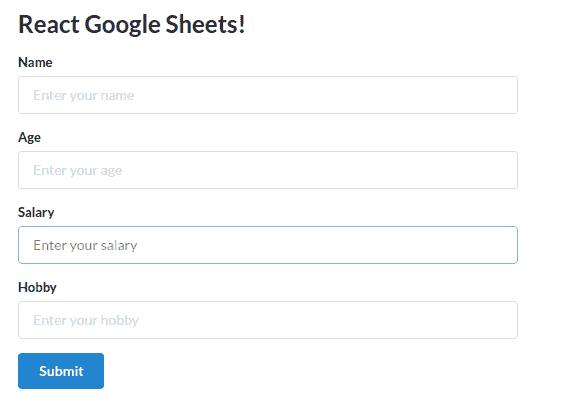 React Google Sheets!
Name
Enter your name
Age
Enter your age
Salary
Enter your salary
Hobby
Enter your hobby
Submit